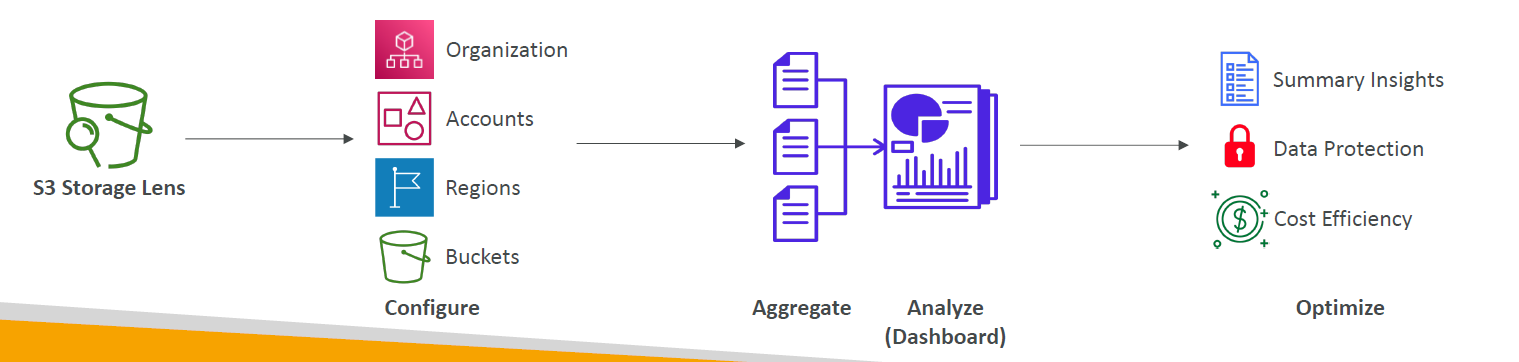 S3 Storage Lens
Organization
Accounts
Regions
Buckets
Configure
Aggregate
Analyze
(Dashboard)
Summary Insights
Data Protection
Cost Efficiency
Optimize